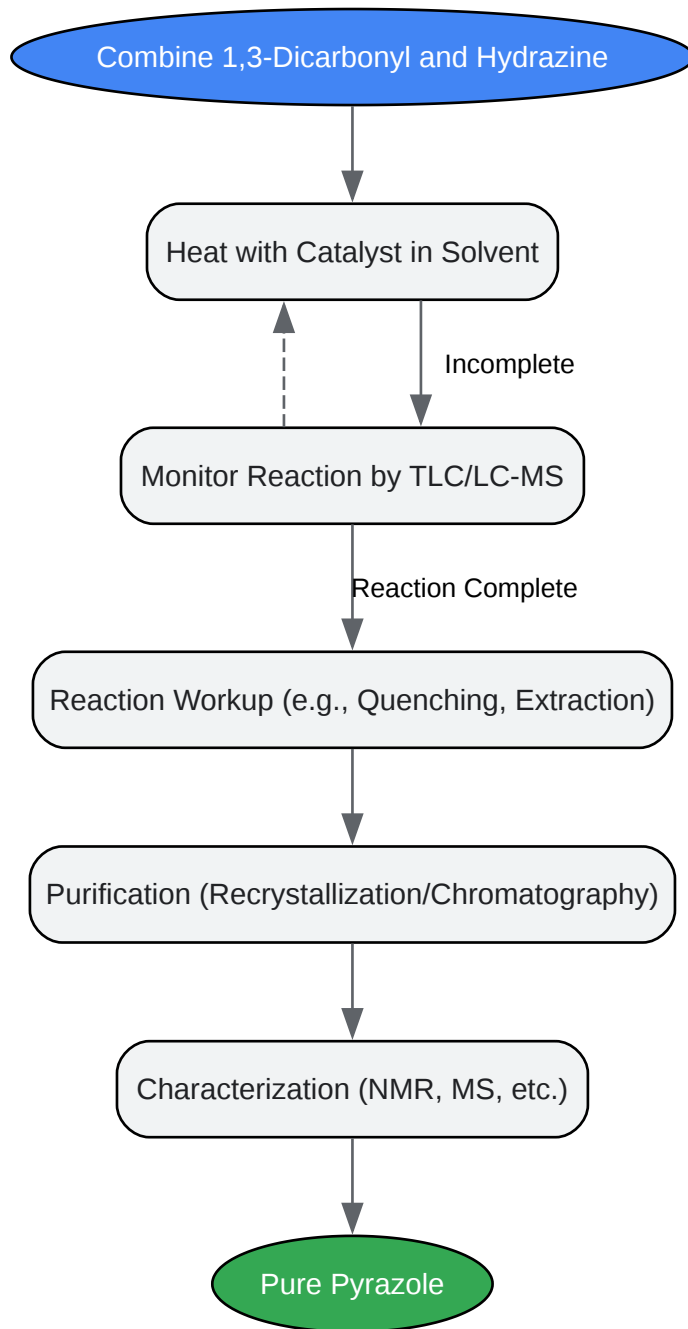 Combine 1,3-Dicarbonyl and Hydrazine
Heat with Catalyst in Solvent
Incomplete
Monitor Reaction by TLC/LC-MS
Reaction Complete
Reaction Workup (e.g., Quenching, Extraction)
Purification (Recrystallization/Chromatography)
Characterization (NMR, MS, etc.)
Pure Pyrazole